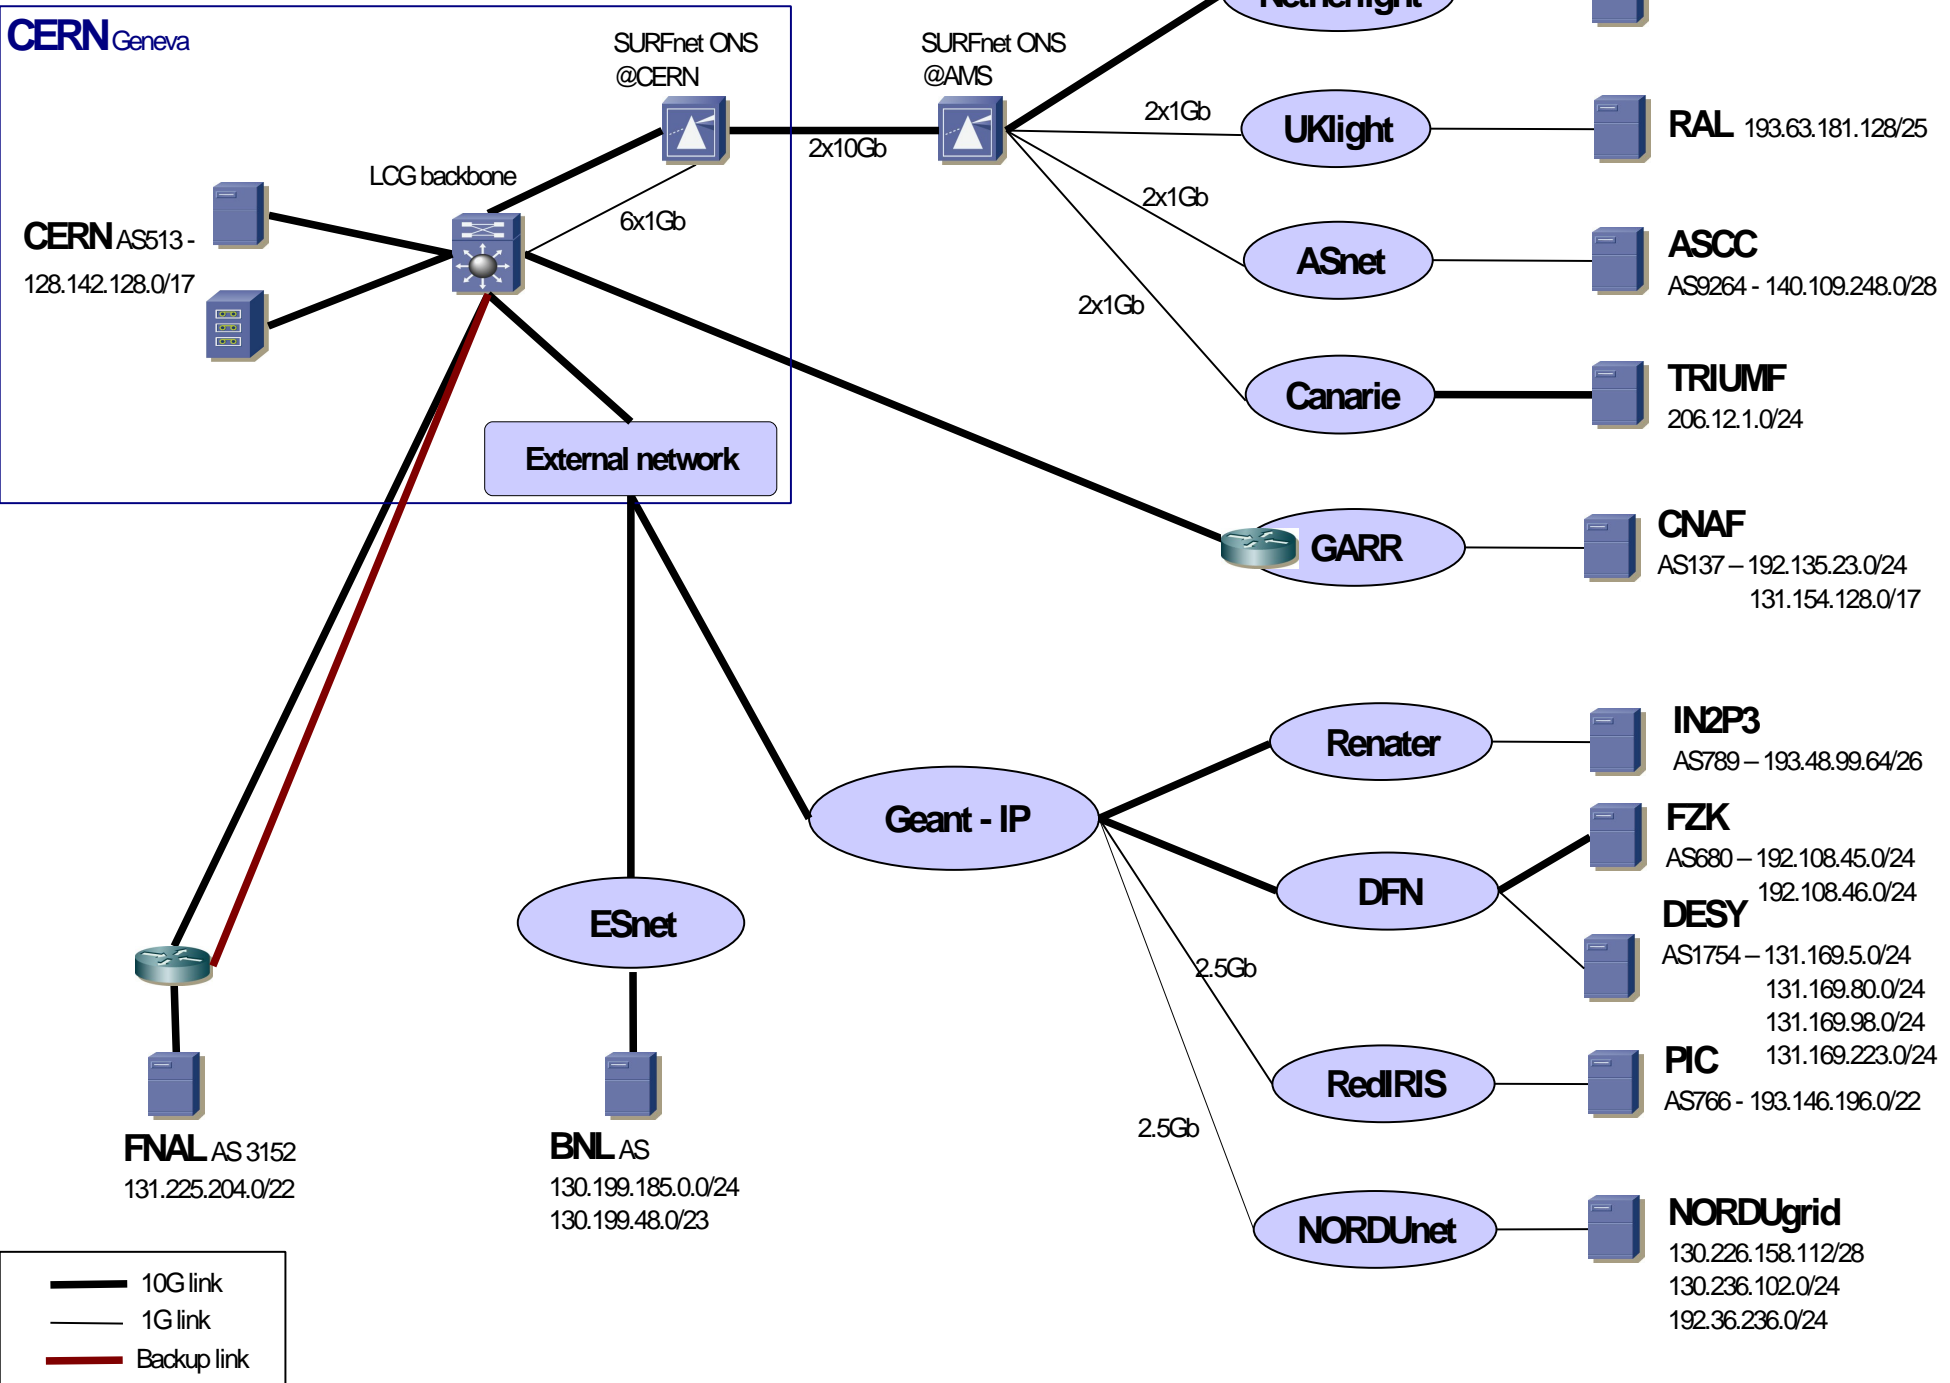 Netherlight
CERN Geneva
SURFnet ONS
@CERN
SURFnet ONS
@AMS
2x10Gb
2x1Gb
UKlight
RAL 193.63.181.128/25
LCG backbone
6x1Gb
2x1Gb
CERN AS513 -
128.142.128.0/17
ASnet
ASCC
AS9264 - 140.109.248.0/28
2x1Gb
Canarie
TRIUMF
206.12.1.0/24
External network
GARR
CNAF
AS137 – 192.135.23.0/24
131.154.128.0/17
Renater
IN2P3
AS789 – 193.48.99.64/26
Geant - IP
FZK
AS680 – 192.108.45.0/24
192.108.46.0/24
DFN
DESY
AS1754 – 131.169.5.0/24
131.169.80.0/24
131.169.98.0/24
131.169.223.0/24
ESnet
2.5Gb
RedIRIS
PIC
AS766 - 193.146.196.0/22
2.5Gb
FNAL AS 3152
131.225.204.0/22
BNL AS
130.199.185.0.0/24
130.199.48.0/23
NORDUnet
NORDUgrid
130.226.158.112/28
130.236.102.0/24
192.36.236.0/24
10G link
1G link
Backup link